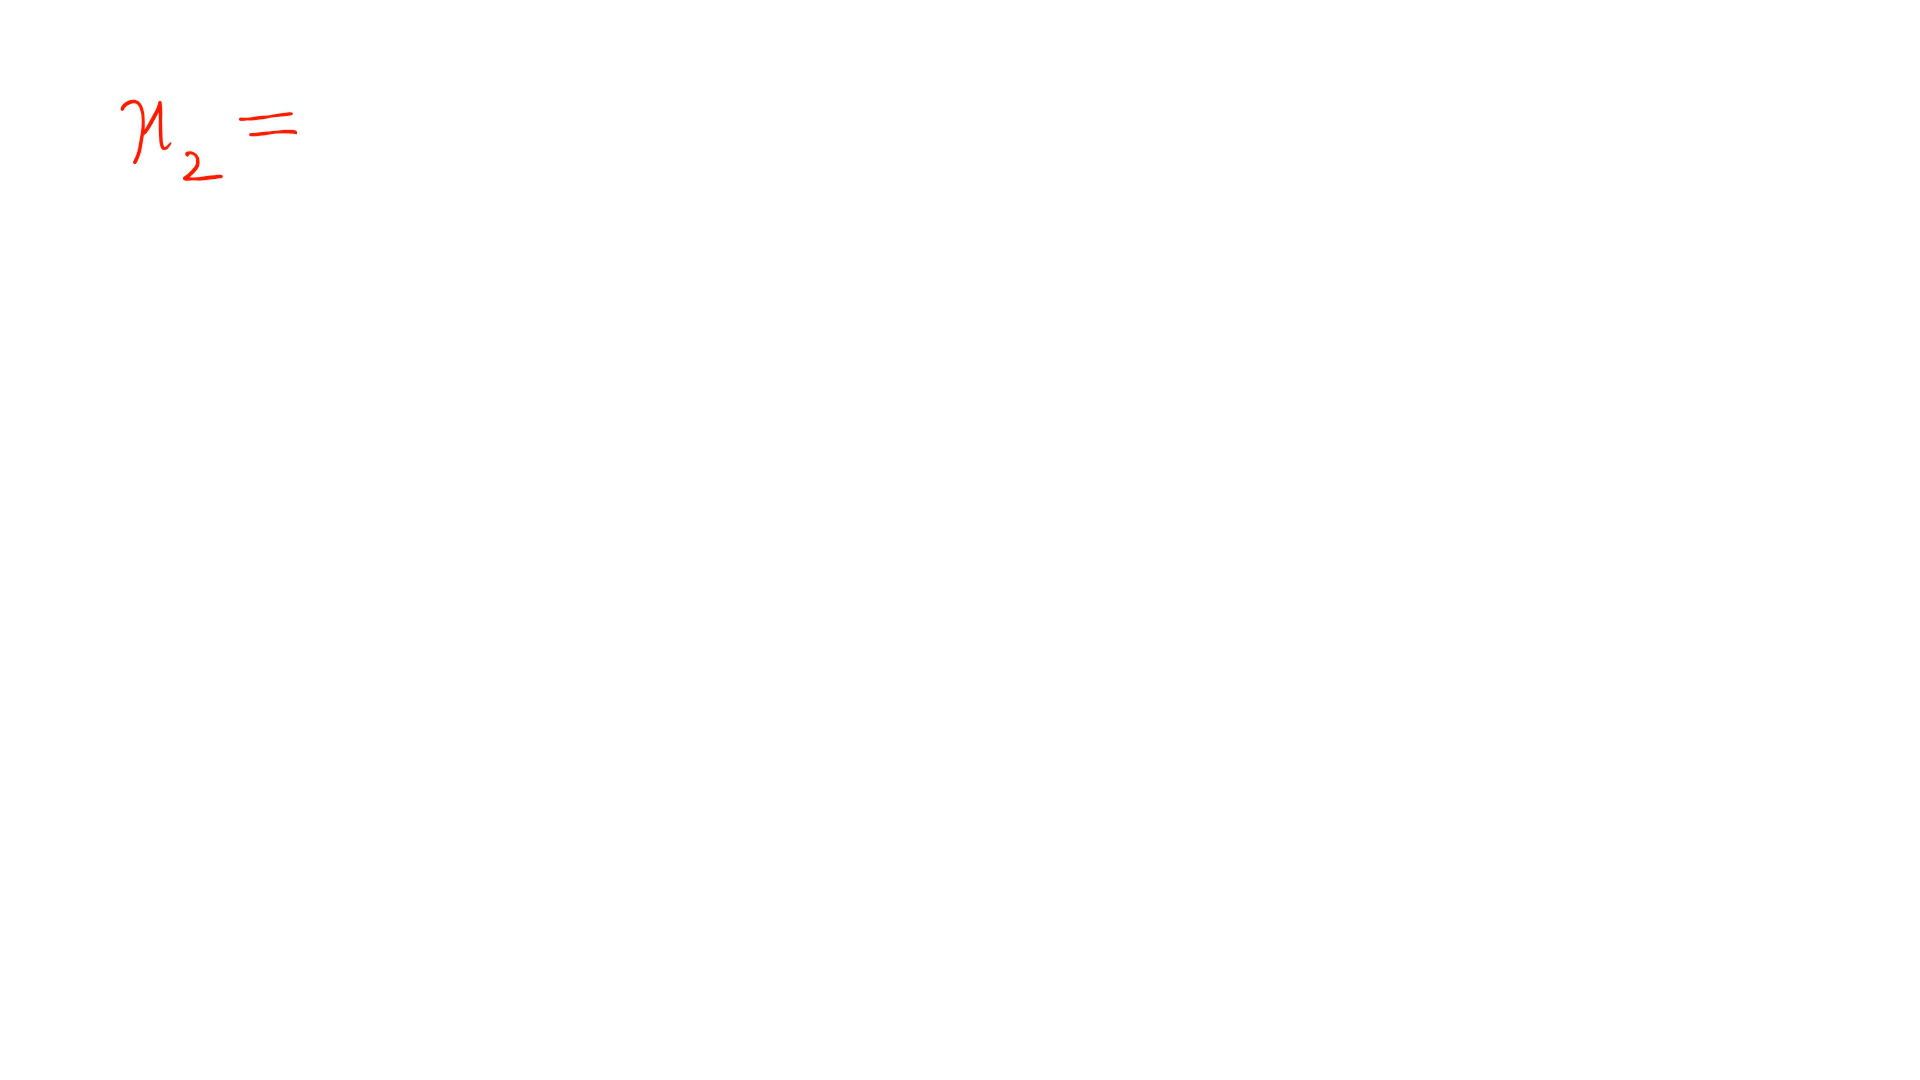 x₂ =